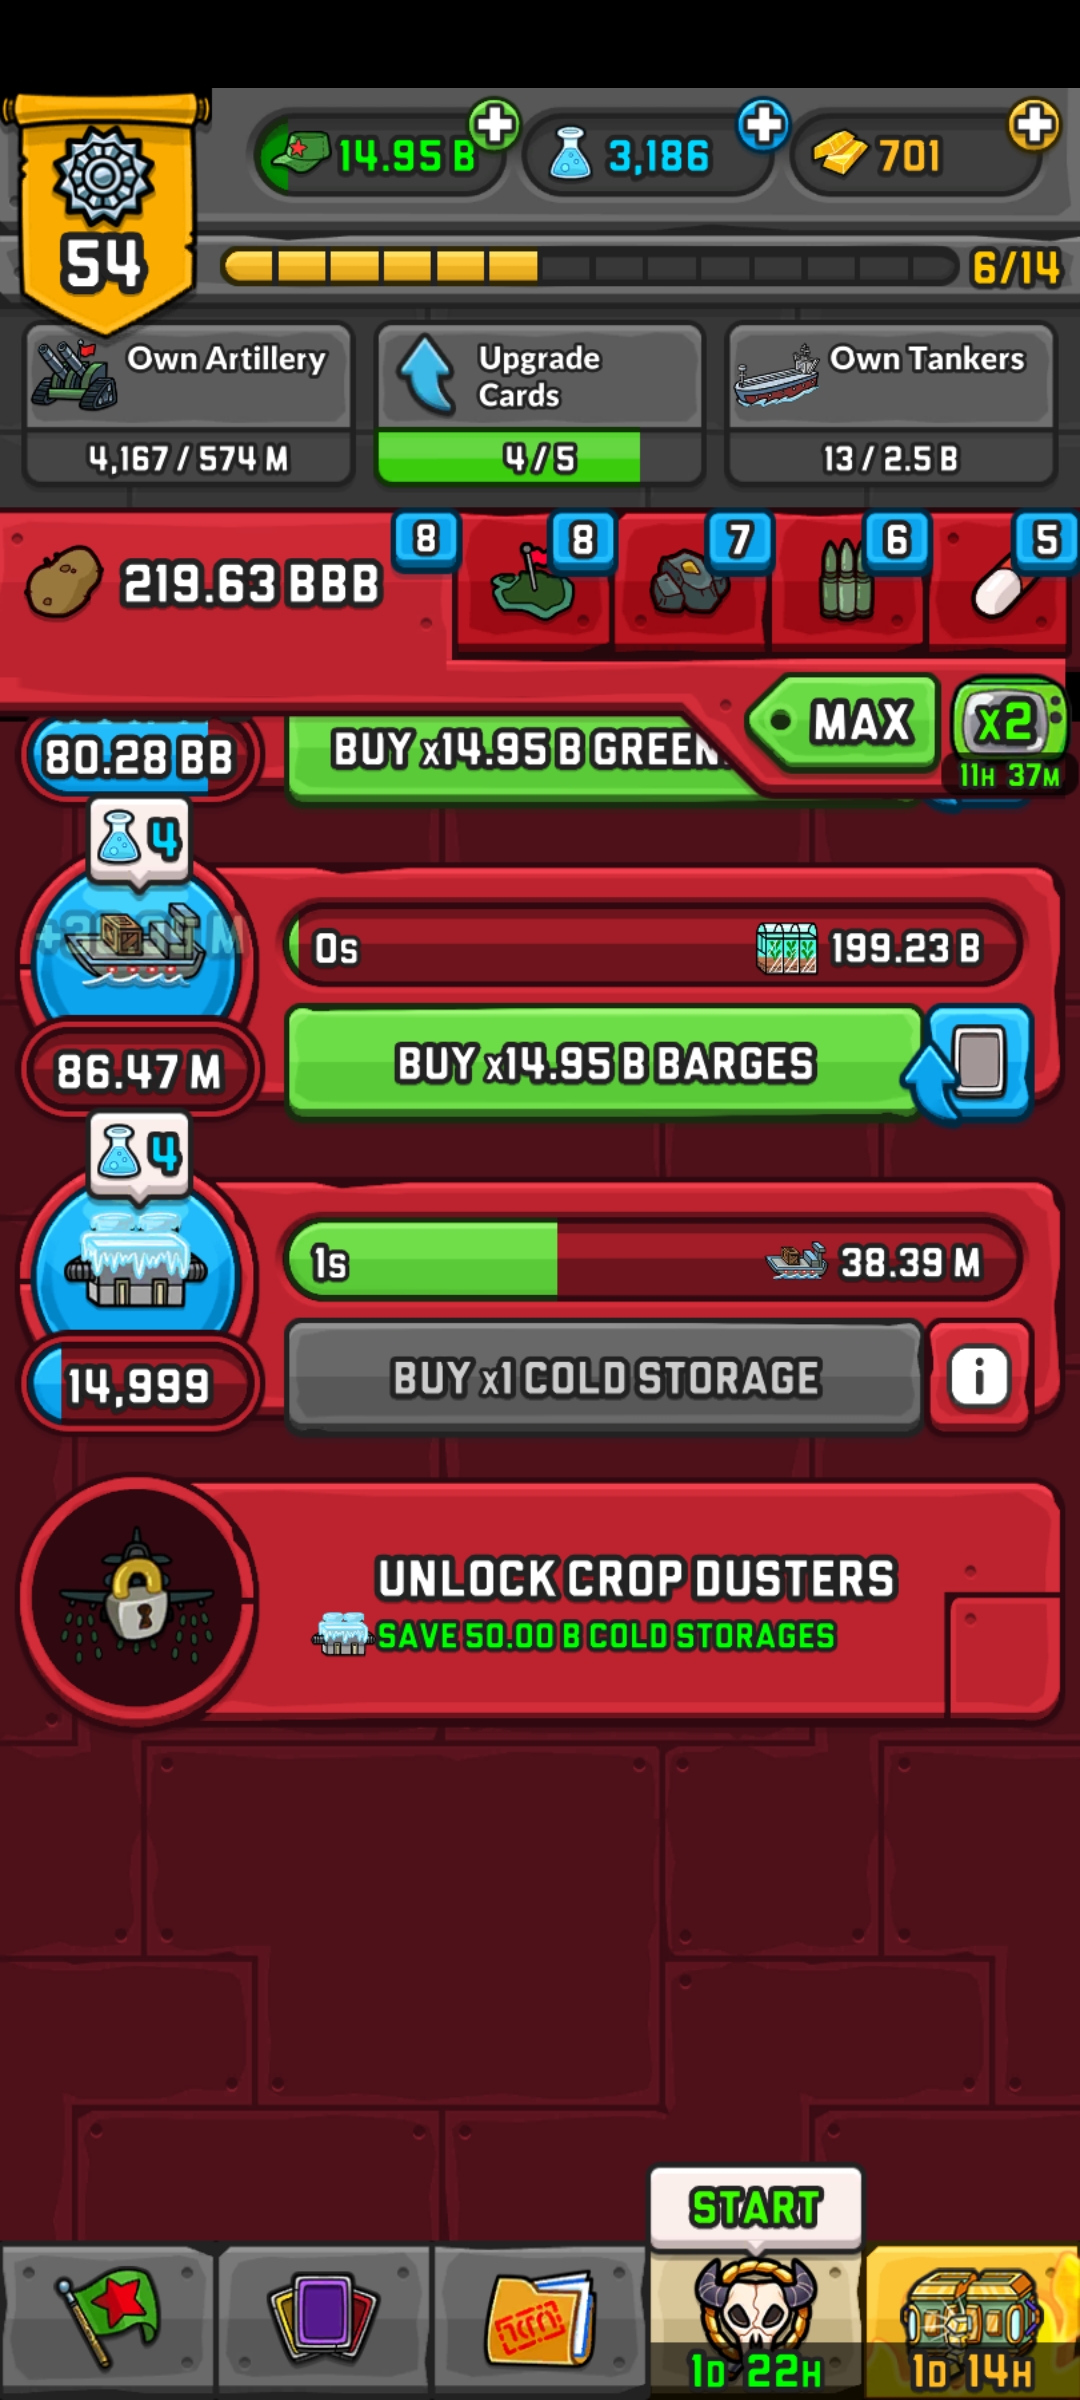 54
14.95 B
3,186
701
6/14
Own Artillery
4,167 / 574 M
Upgrade
Cards
4 / 5
Own Tankers
13 / 2.5 B
219.63 BBB
8
8
7
6
5
MAX
x2
11H 37M
80.28 BB
BUY x14.95 B GREEN
4
0s
199.23 B
86.47 M
BUY x14.95 B BARGES
4
1s
38.39 M
14,999
BUY x1 COLD STORAGE
i
UNLOCK CROP DUSTERS
SAVE 50.00 B COLD STORAGES
START
1D 22H
1D 14H